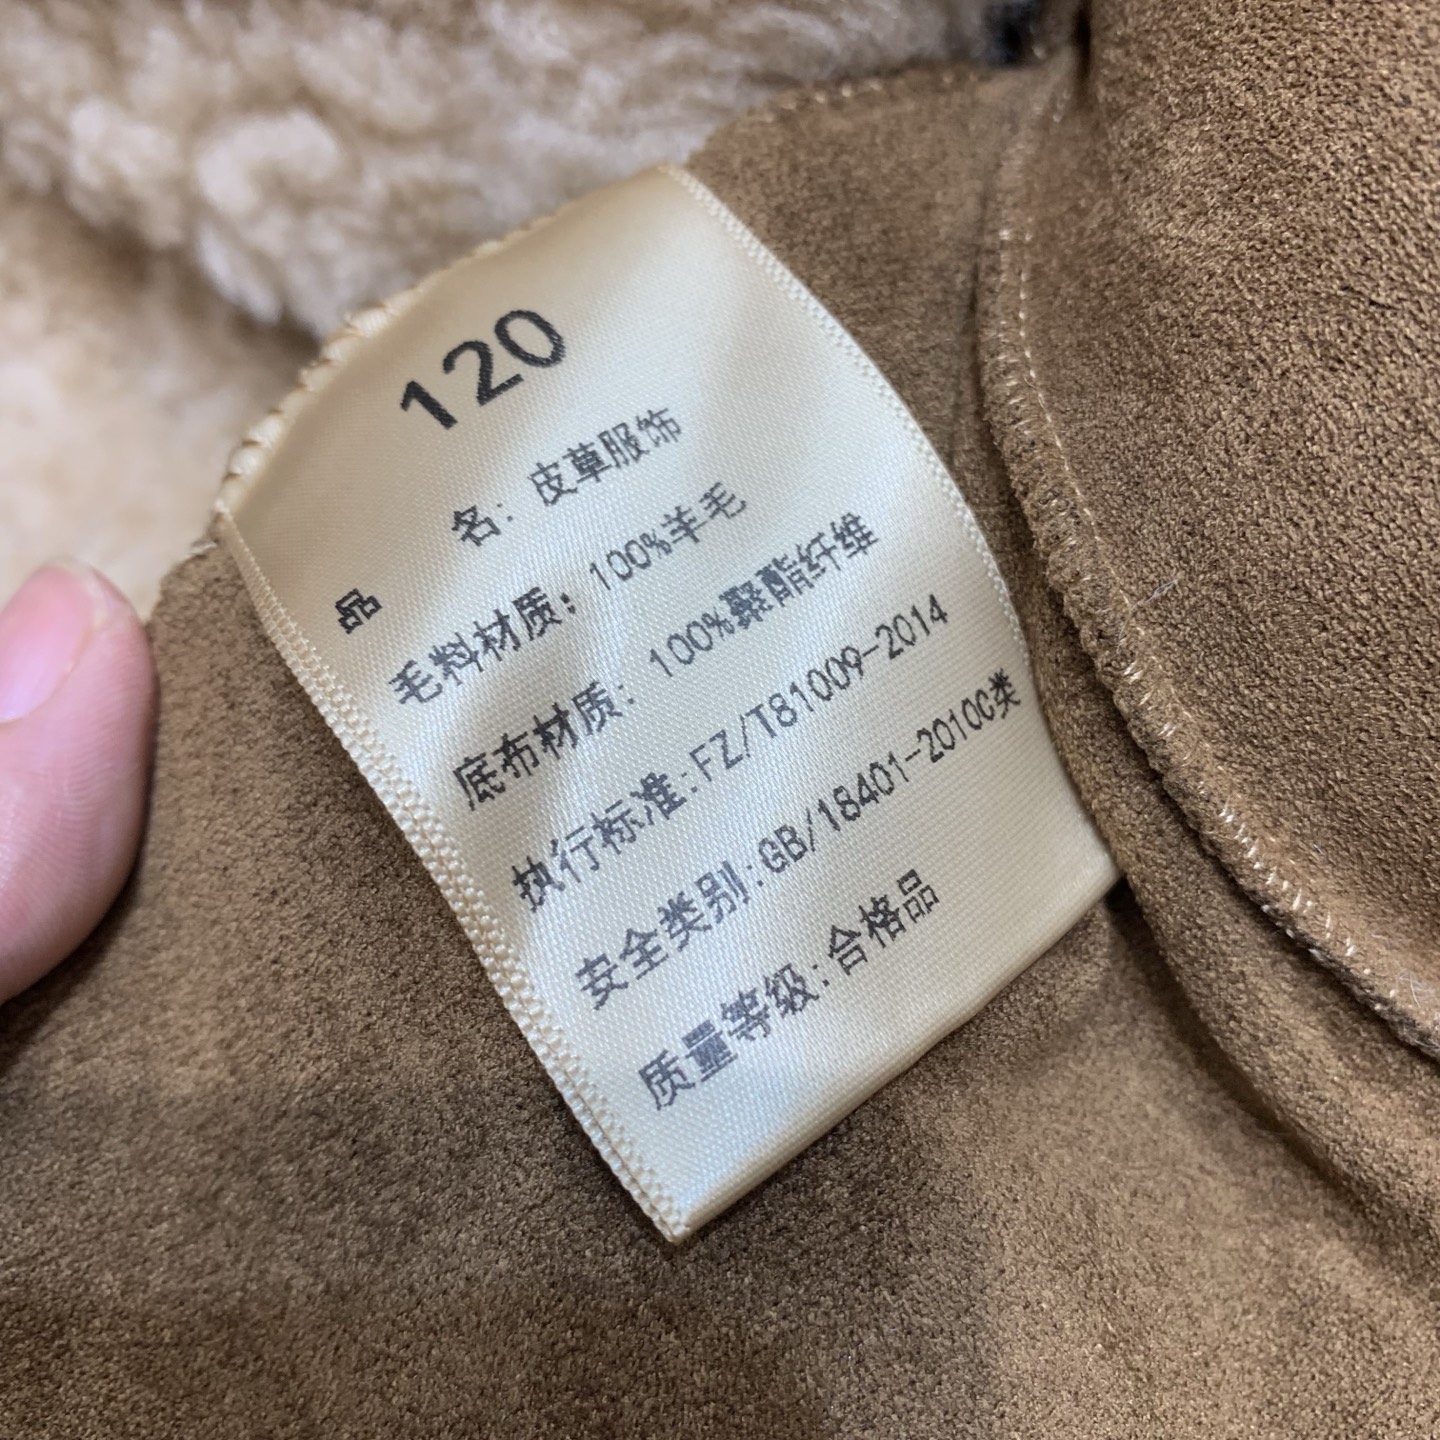 120
品 名: 皮草服饰
毛料材质: 100%羊毛
底布材质: 100%聚酯纤维
执行标准: FZ/T81009-2014
安全类别: GB/18401-2010C类
质量等级: 合格品